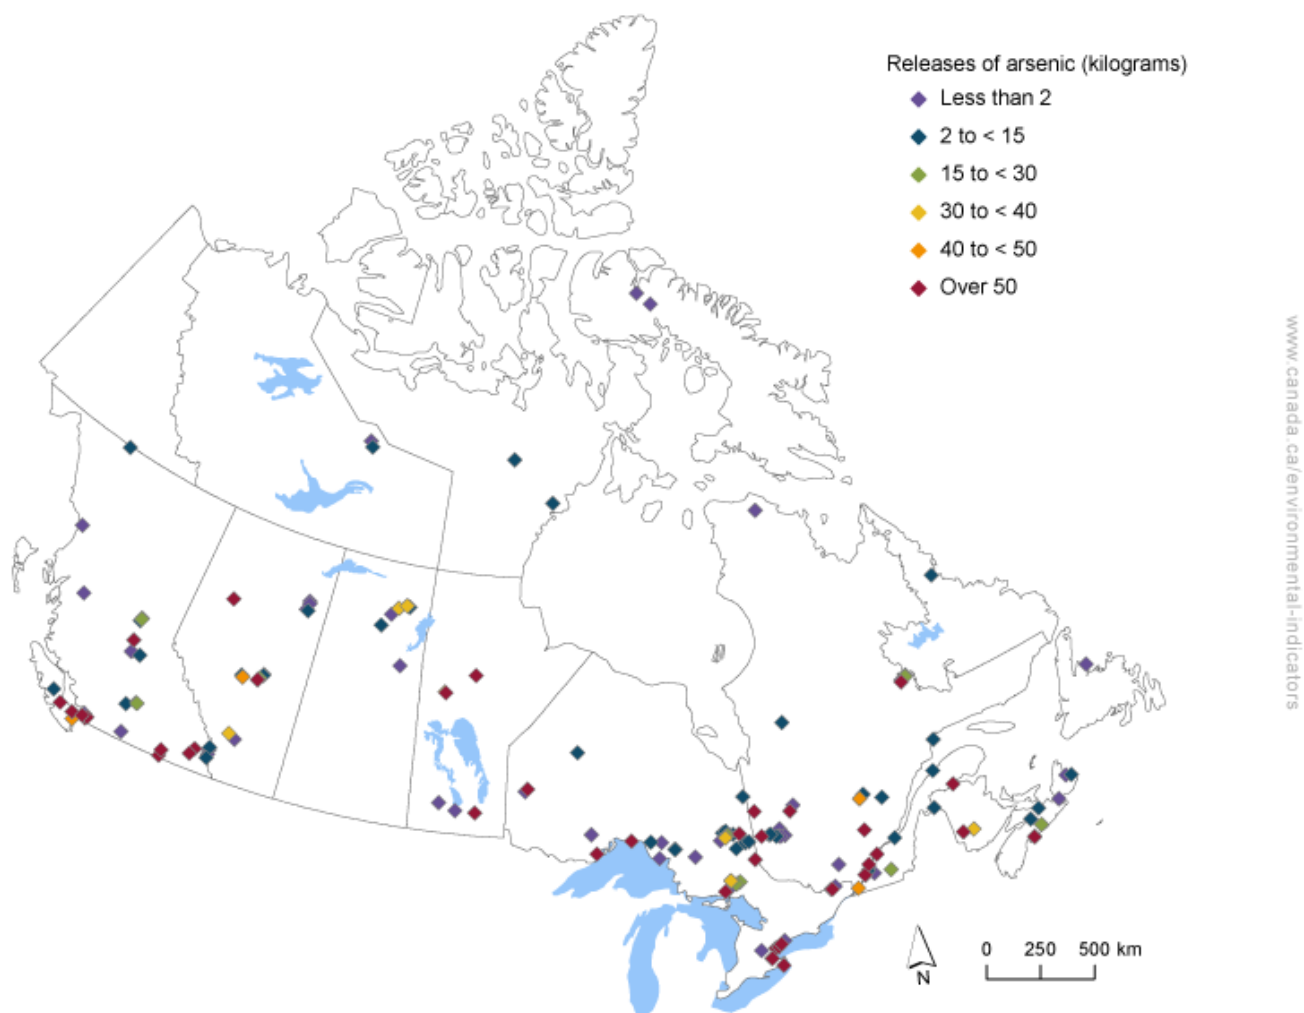 Releases of arsenic (kilograms)
Less than 2
2 to < 15
15 to < 30
30 to < 40
40 to < 50
Over 50
www.canada.ca/environmental-indicators
N
0 250 500 km